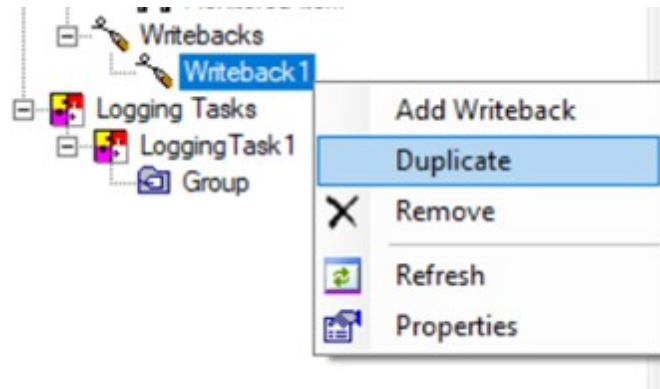 Writebacks
Writeback1
Logging Tasks
LoggingTask1
Group
Add Writeback
Duplicate
Remove
Refresh
Properties